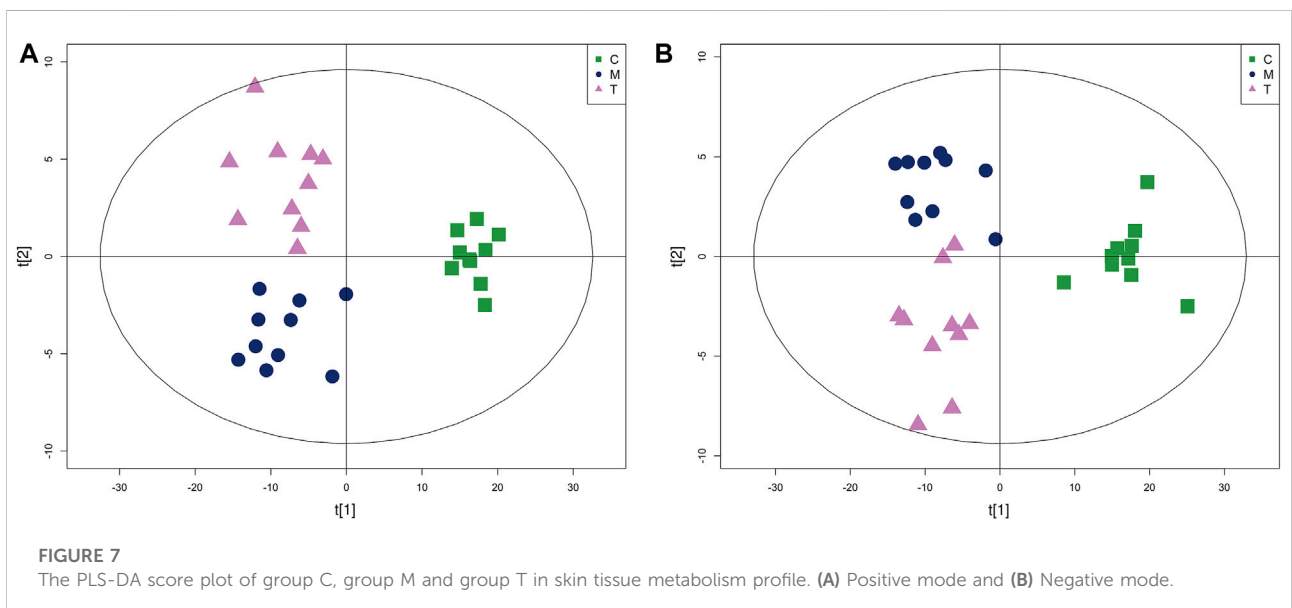 A
C
M
T
10
5
0
-5
-10
t[2]
-30 -20 -10 0 10 20 30
t[1]
B
C
M
T
10
5
0
-5
-10
t[2]
-30 -20 -10 0 10 20 30
t[1]
FIGURE 7
The PLS-DA score plot of group C, group M and group T in skin tissue metabolism profile. (A) Positive mode and (B) Negative mode.